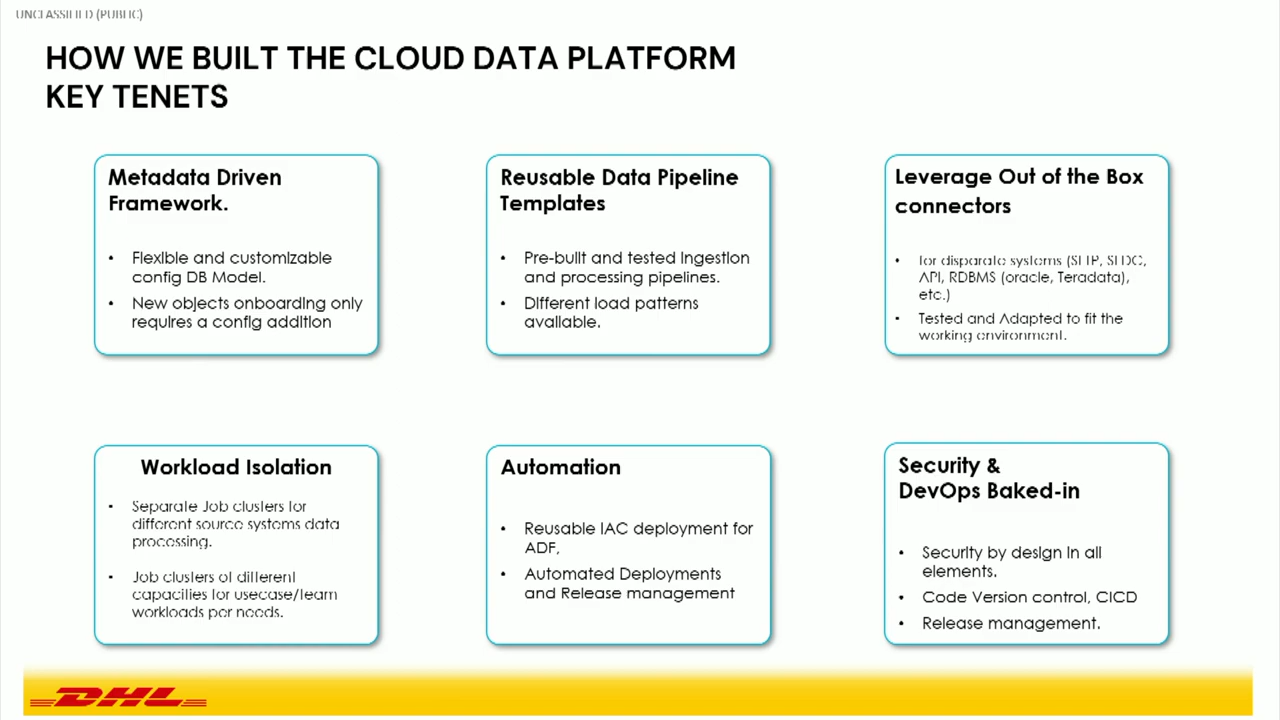 UNCLASSIFIED (PUBLIC)
HOW WE BUILT THE CLOUD DATA PLATFORM
KEY TENETS
Metadata Driven
Framework.
• Flexible and customizable
config DB Model.
• New objects onboarding only
requires a config addition
Reusable Data Pipeline
Templates
• Pre-built and tested ingestion
and processing pipelines.
• Different load patterns
available.
Leverage Out of the Box
connectors
• for disparate systems (SFTP, SFDC,
API, RDBMS (oracle, Teradata),
etc.)
• Tested and Adapted to fit the
working environment.
Workload Isolation
• Separate Job clusters for
different source systems data
processing.
• Job clusters of different
capacities for usecase/team
workloads per needs.
Automation
• Reusable IAC deployment for
ADF,
• Automated Deployments
and Release management
Security &
DevOps Baked-in
• Security by design in all
elements.
• Code Version control, CICD
• Release management.
DHL